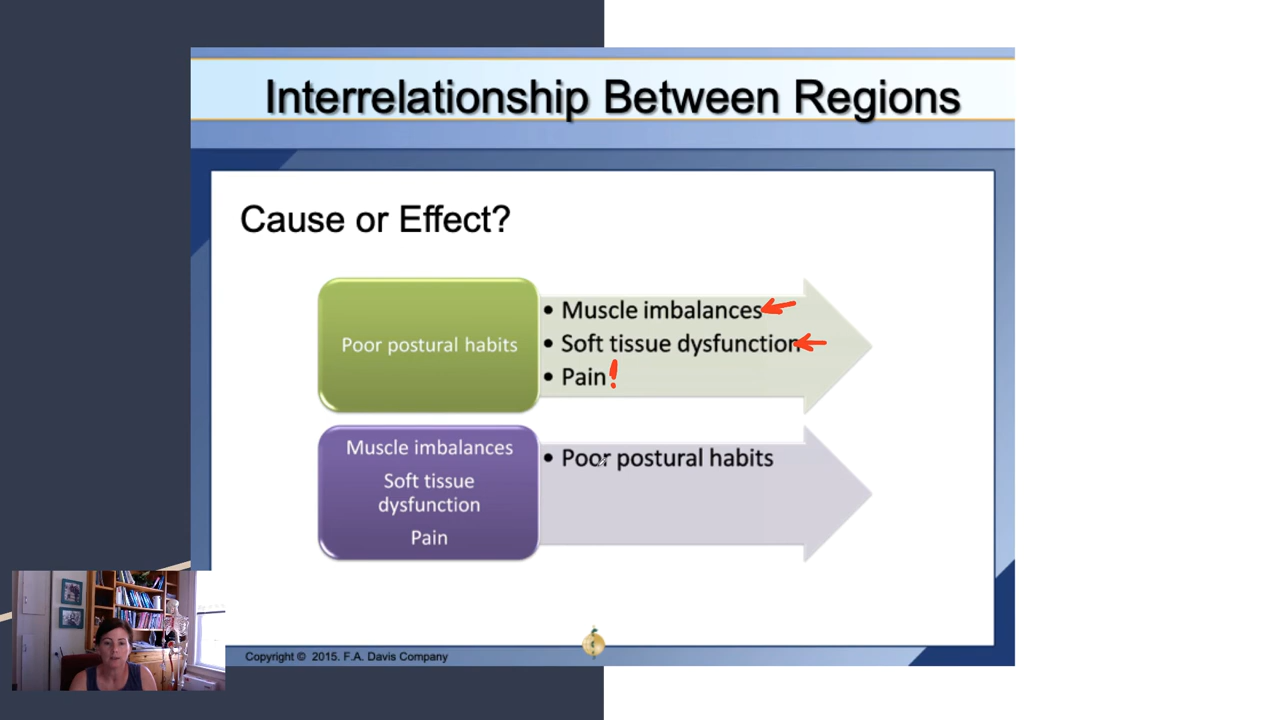 Interrelationship Between Regions
Cause or Effect?
Poor postural habits
• Muscle imbalances
• Soft tissue dysfunction
• Pain!
Muscle imbalances
Soft tissue
dysfunction
Pain
• Poor postural habits
Copyright © 2015. F.A. Davis Company